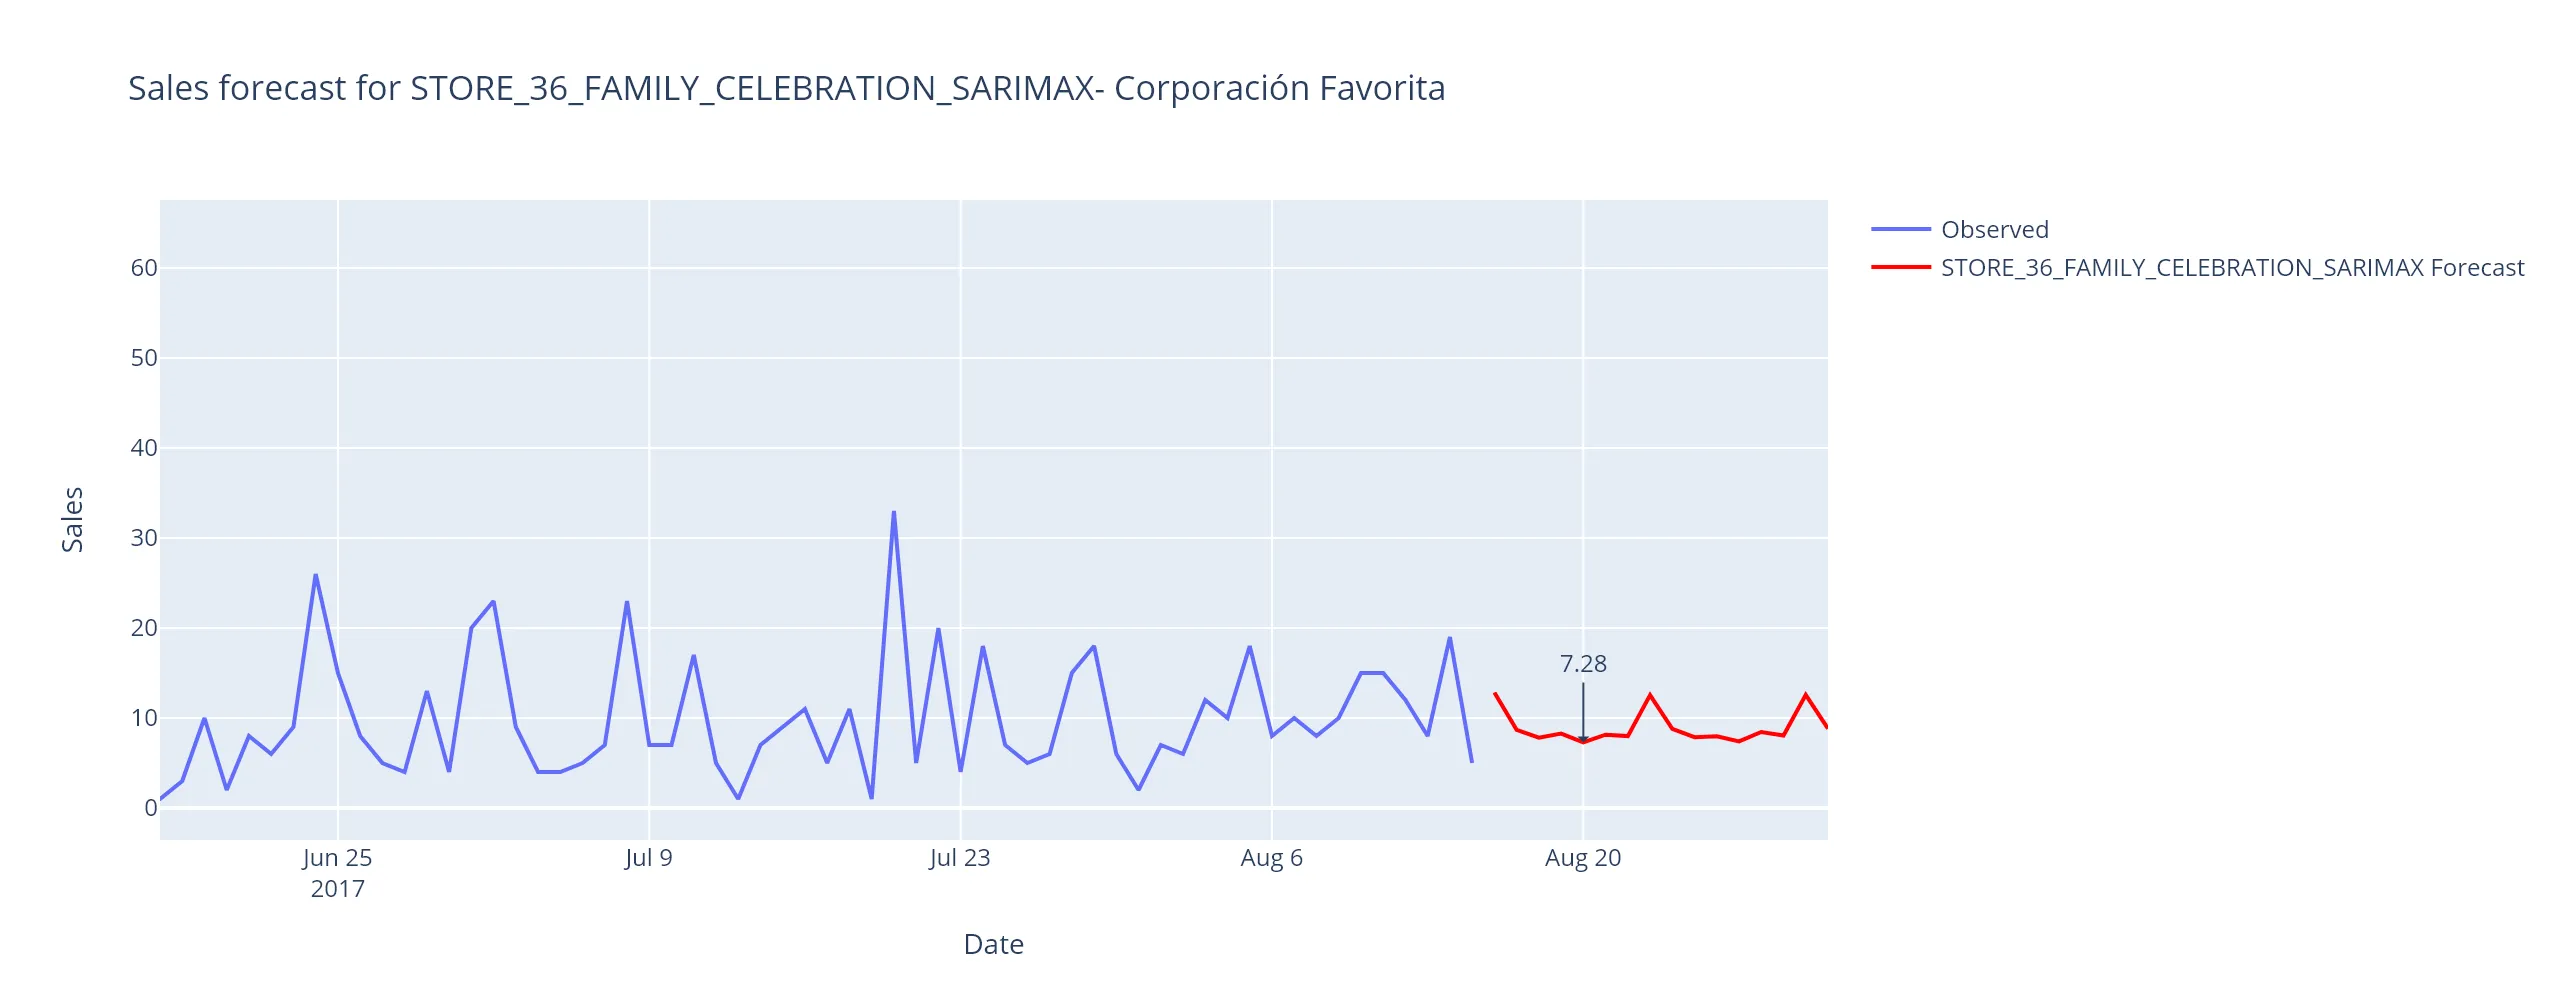 Sales forecast for STORE_36_FAMILY_CELEBRATION_SARIMAX- Corporación Favorita
Observed
STORE_36_FAMILY_CELEBRATION_SARIMAX Forecast
60
50
40
30
20
10
0
Sales
7.28
Jun 25
2017
Jul 9
Jul 23
Aug 6
Aug 20
Date